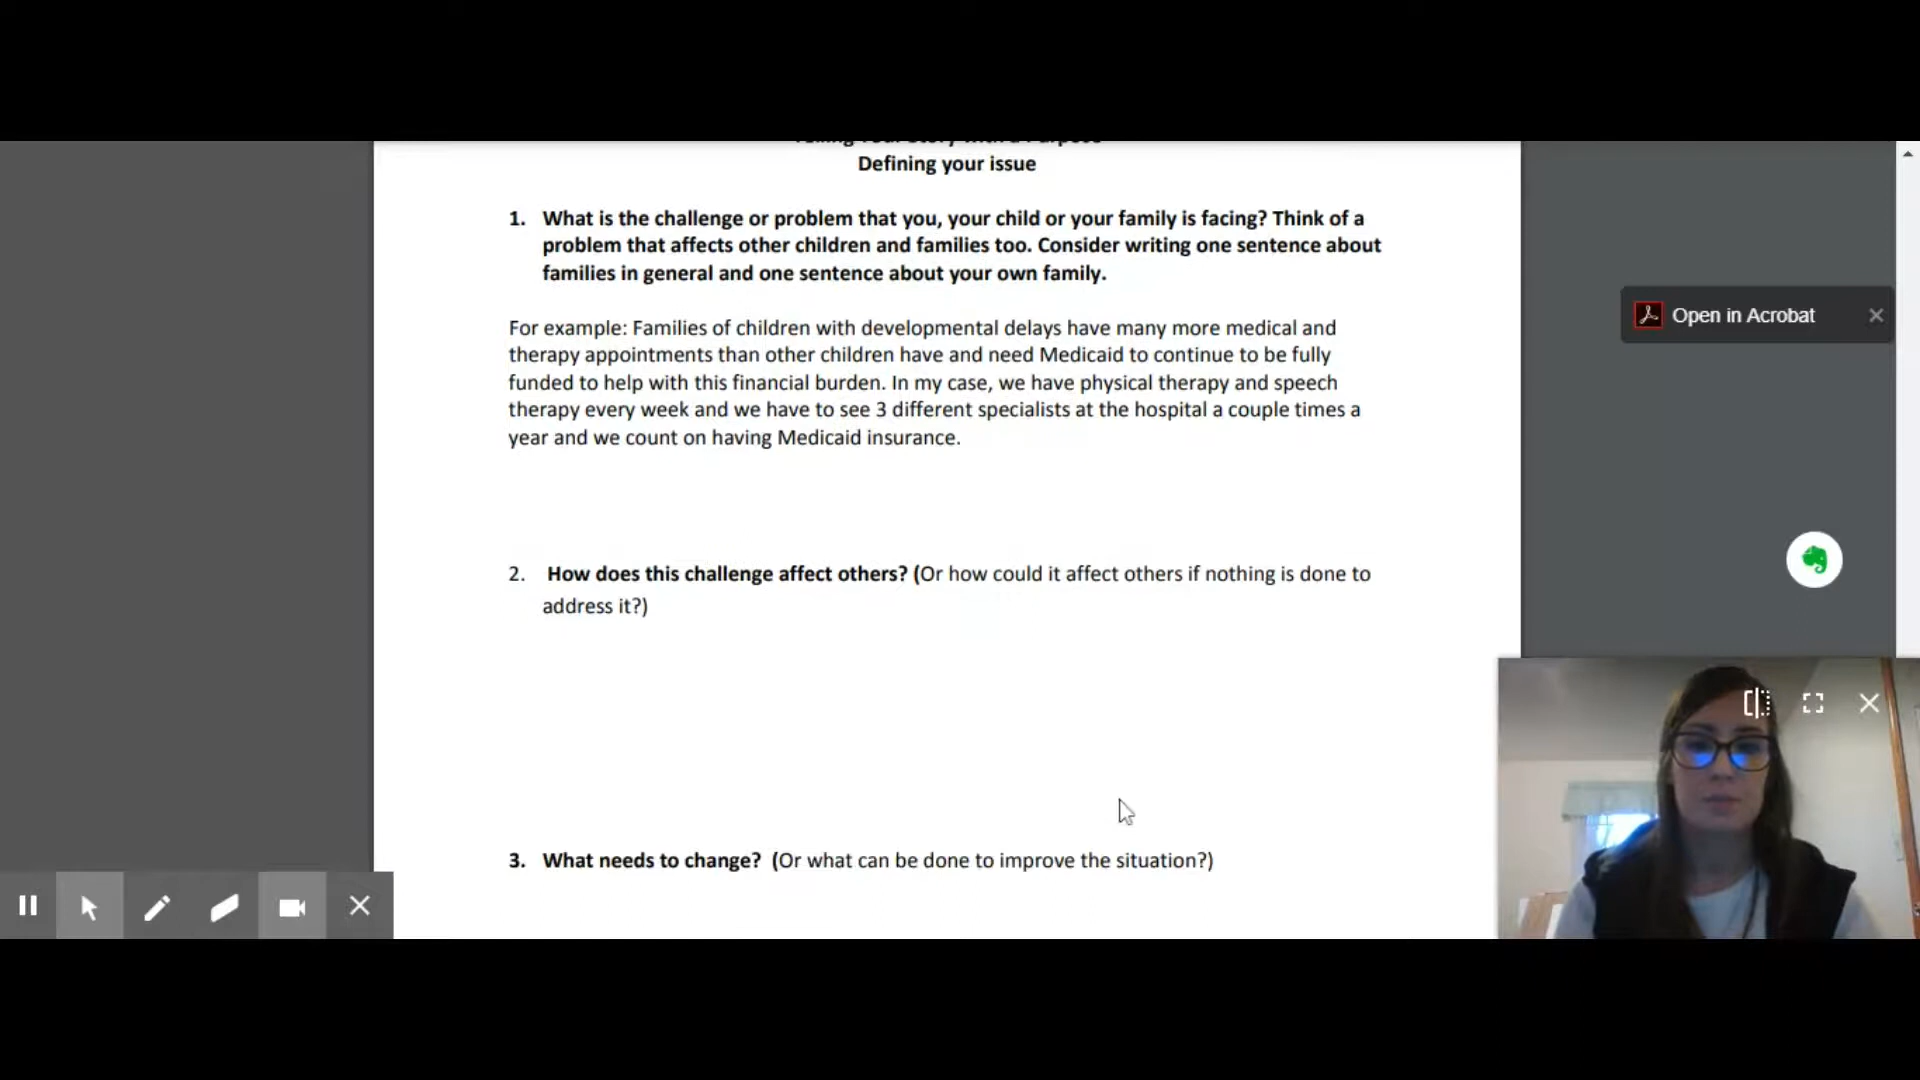 Telling Your Story with a Purpose
Defining your issue
1. What is the challenge or problem that you, your child or your family is facing? Think of a
problem that affects other children and families too. Consider writing one sentence about
families in general and one sentence about your own family.
For example: Families of children with developmental delays have many more medical and
therapy appointments than other children have and need Medicaid to continue to be fully
funded to help with this financial burden. In my case, we have physical therapy and speech
therapy every week and we have to see 3 different specialists at the hospital a couple times a
year and we count on having Medicaid insurance.
Open in Acrobat
2. How does this challenge affect others? (Or how could it affect others if nothing is done to
address it?)
3. What needs to change? (Or what can be done to improve the situation?)